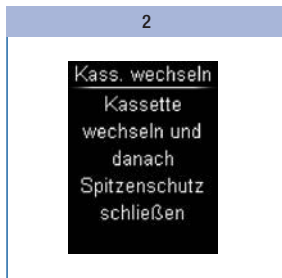 2
Kass. wechseln
Kassette
wechseln und
danach
Spitzenschutz
schließen